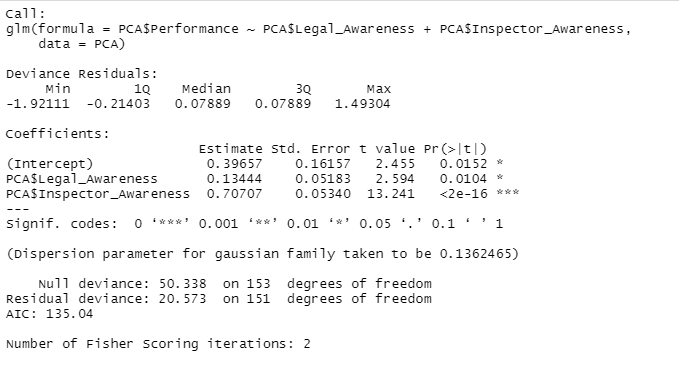 Call:
glm(formula = PCA$Performance ~ PCA$Legal_Awareness + PCA$Inspector_Awareness,
    data = PCA)
Deviance Residuals:
     Min       1Q   Median       3Q      Max
-1.92111 -0.21403  0.07889  0.07889  1.49304
Coefficients:
                        Estimate Std. Error t value Pr(>|t|)
(Intercept)              0.39657    0.16157   2.455   0.0152 *
PCA$Legal_Awareness      0.13444    0.05183   2.594   0.0104 *
PCA$Inspector_Awareness  0.70707    0.05340  13.241   <2e-16 ***
---
Signif. codes:  0 ‘***’ 0.001 ‘**’ 0.01 ‘*’ 0.05 ‘.’ 0.1 ‘ ’ 1
(Dispersion parameter for gaussian family taken to be 0.1362465)
    Null deviance: 50.338  on 153  degrees of freedom
Residual deviance: 20.573  on 151  degrees of freedom
AIC: 135.04
Number of Fisher Scoring iterations: 2